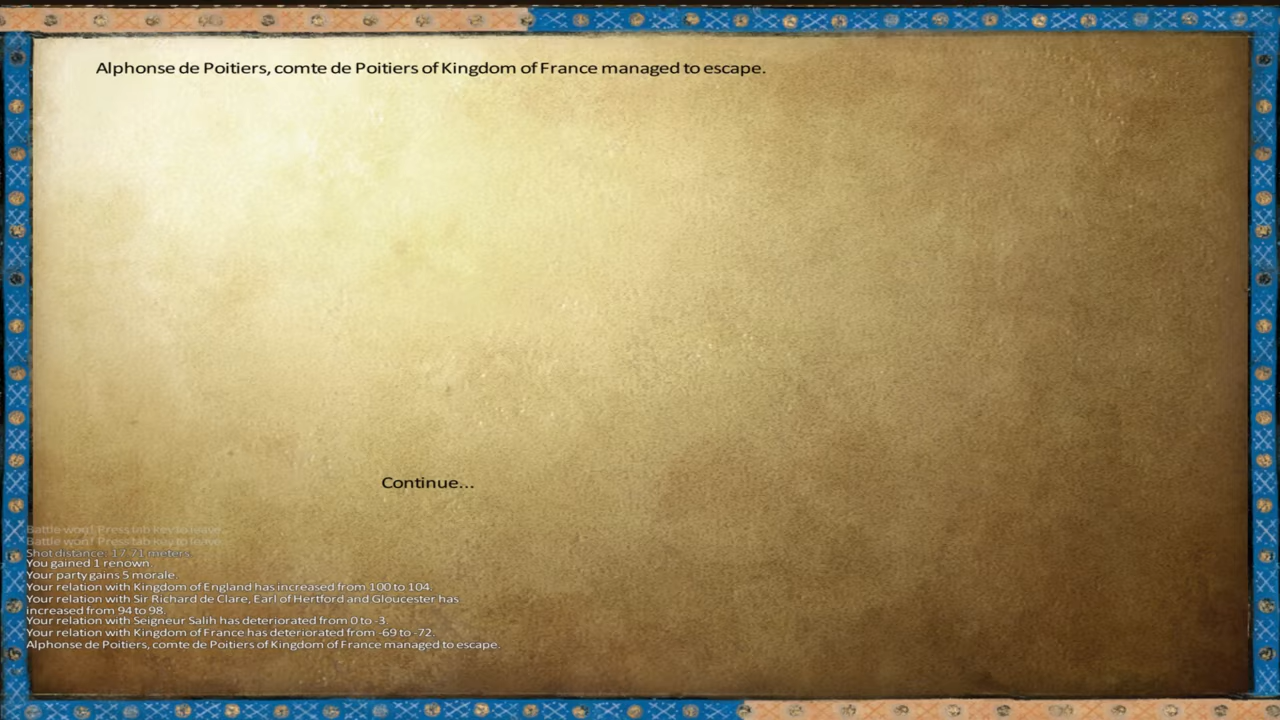 Alphonse de Poitiers, comte de Poitiers of Kingdom of France managed to escape.
Continue...
Battle won! Press tab key to leave.
Battle won! Press tab key to leave.
Shot distance: 17.71 meters.
You gained 1 renown.
Your party gains 5 morale.
Your relation with Kingdom of England has increased from 100 to 104.
Your relation with Sir Richard de Clare, Earl of Hertford and Gloucester has
increased from 94 to 98.
Your relation with Seigneur Salih has deteriorated from 0 to -3.
Your relation with Kingdom of France has deteriorated from -69 to -72.
Alphonse de Poitiers, comte de Poitiers of Kingdom of France managed to escape.